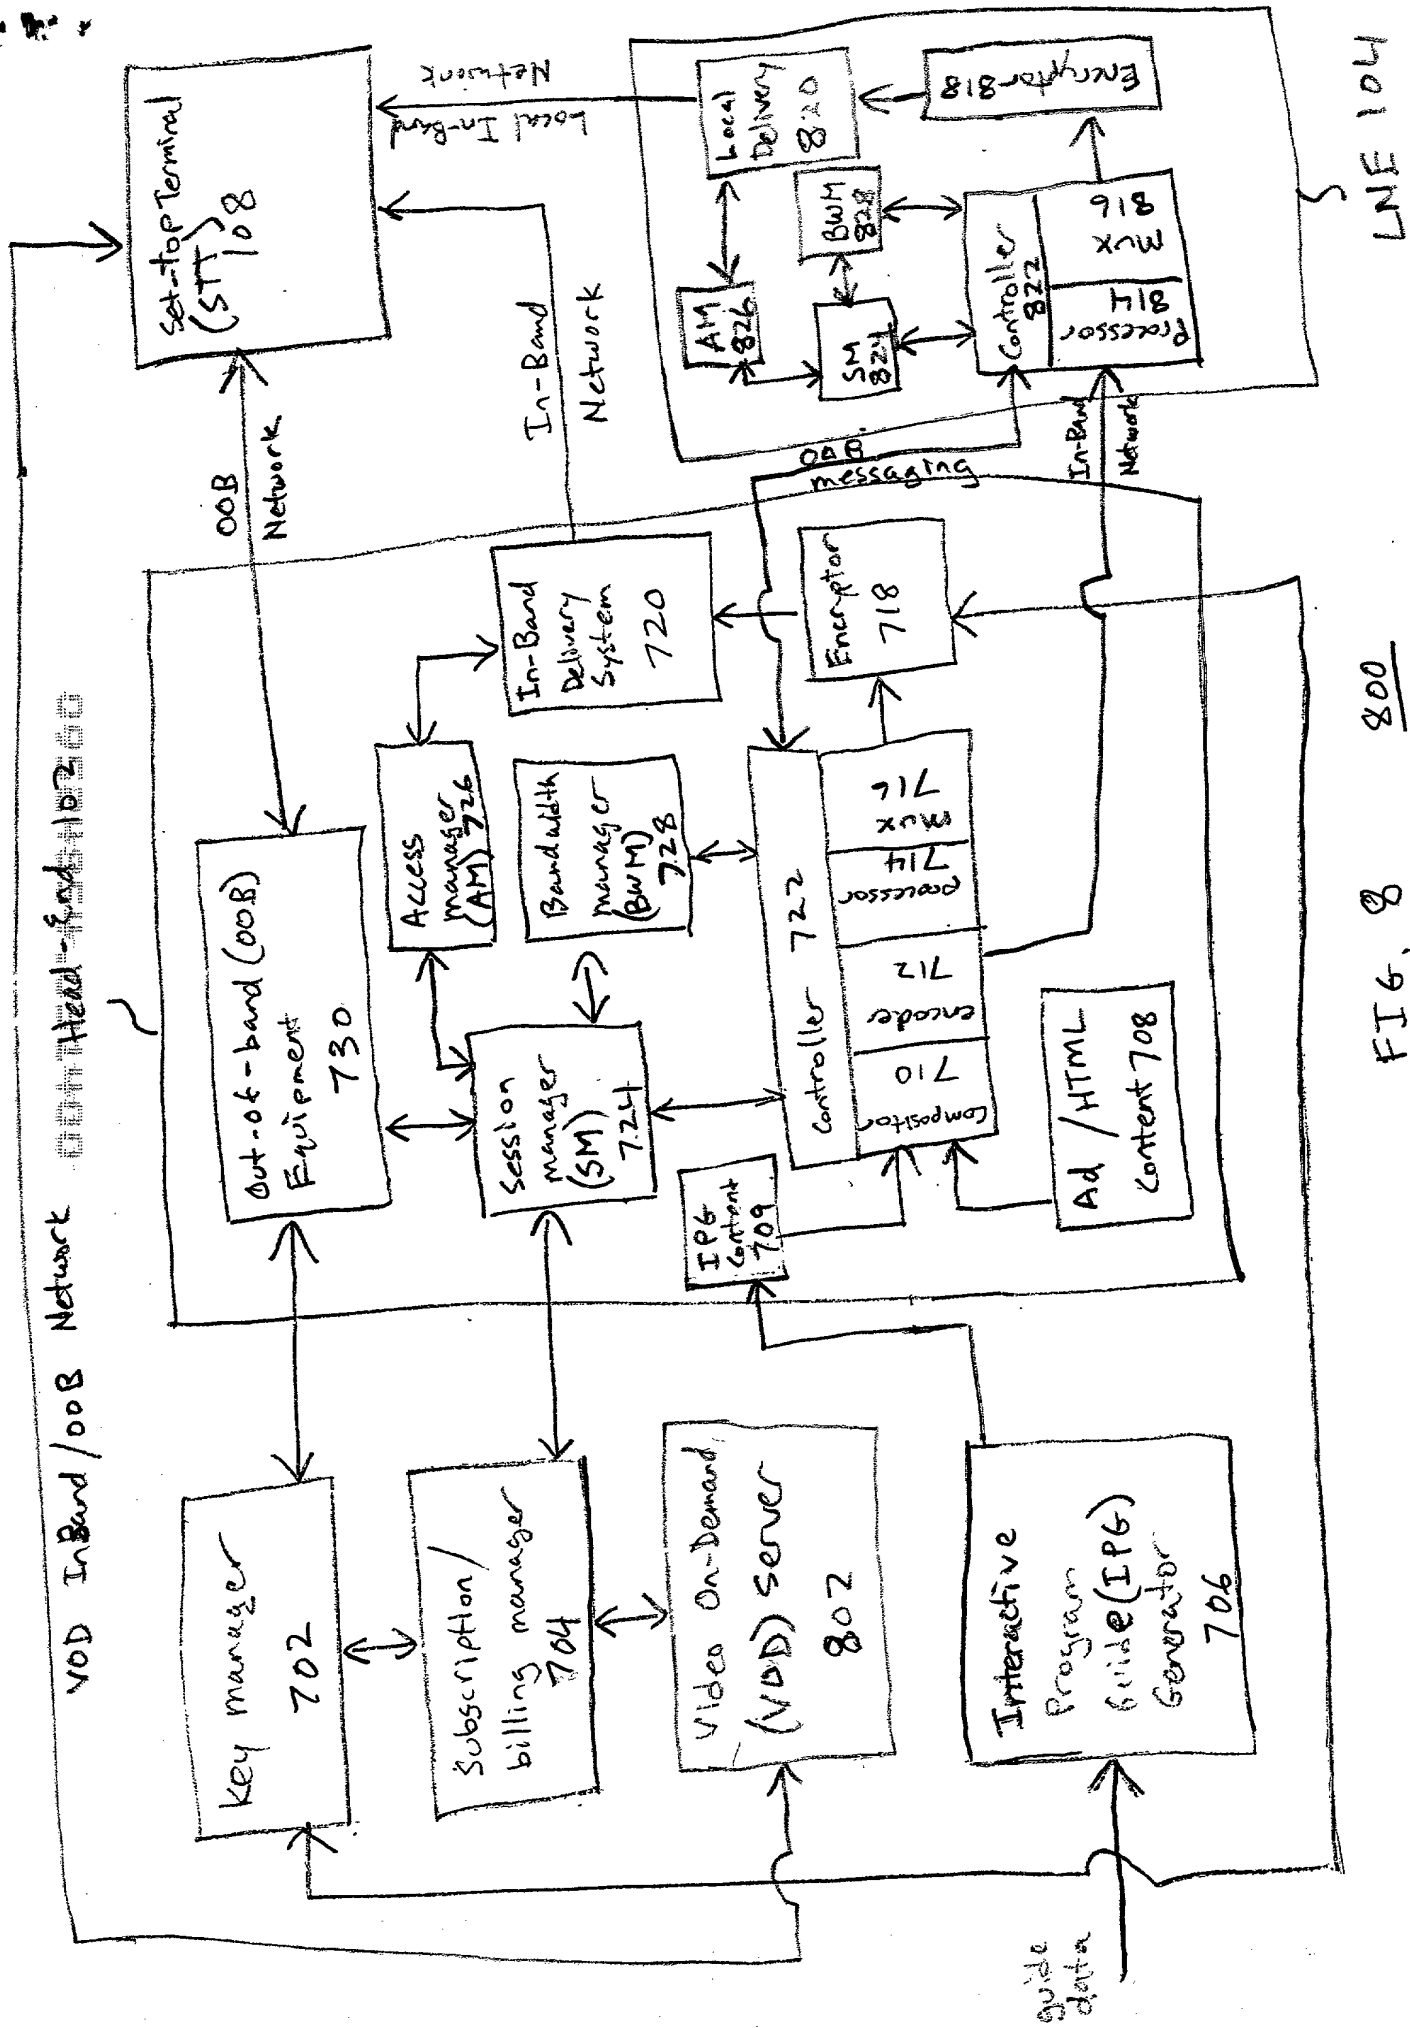 VOD InBand/OOB Network
Head-End 102
Set-top Terminal
(STT)
108
OOB
Network
Local In-Band
Network
In-Band
Network
Key manager
702
Out-of-band (OOB)
Equipment
730
Subscription/
billing manager
704
Session
manager
(SM)
724
Access
manager
(AM) 726
In-Band
Delivery
System
720
Bandwidth
manager
(BWM)
728
Video On-Demand
(VOD) Server
802
IPG
Content
709
Controller 722
Compositor
710
encoder
712
processor
714
mux
716
Encryptor
718
OOB
messaging
In-Band
Network
Interactive
Program
Guide (IPG)
Generator
706
Ad/HTML
Content 708
guide
data
Local
Delivery
820
AM
826
BWM
828
SM
824
Encryptor 818
Controller
822
Processor
814
mux
816
LNE 104
FIG. 8
800